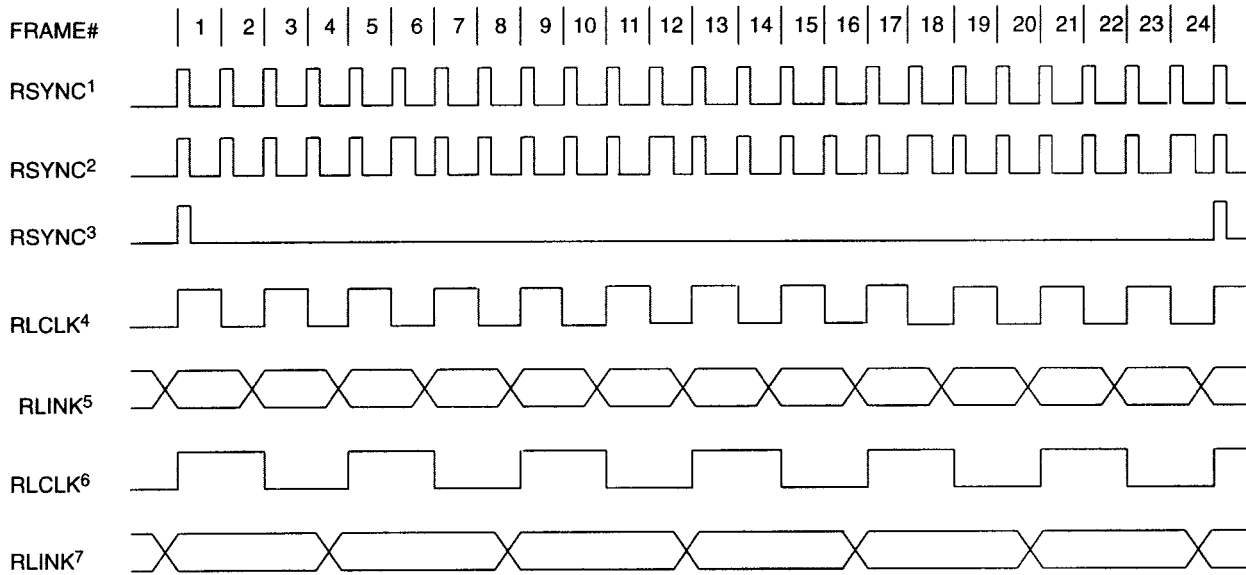 FRAME# 1 2 3 4 5 6 7 8 9 10 11 12 13 14 15 16 17 18 19 20 21 22 23 24
RSYNC1
RSYNC2
RSYNC3
RLCLK4
RLINK5
RLCLK6
RLINK7